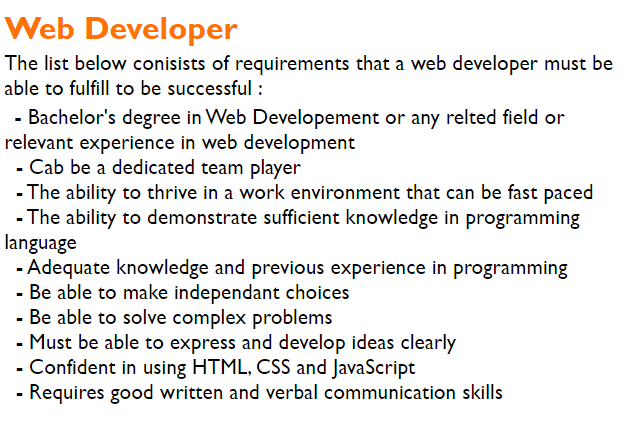 Web Developer
The list below conisists of requirements that a web developer must be
able to fulfill to be successful :
- Bachelor's degree in Web Developement or any relted field or
relevant experience in web development
- Cab be a dedicated team player
- The ability to thrive in a work environment that can be fast paced
- The ability to demonstrate sufficient knowledge in programming
language
- Adequate knowledge and previous experience in programming
- Be able to make independant choices
- Be able to solve complex problems
- Must be able to express and develop ideas clearly
- Confident in using HTML, CSS and JavaScript
- Requires good written and verbal communication skills